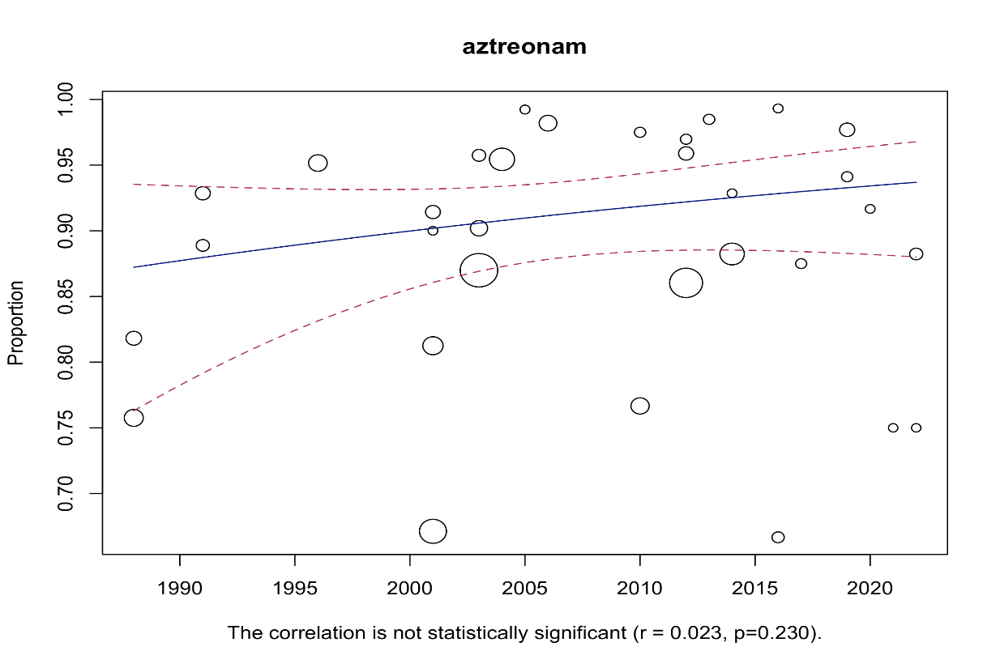 aztreonam
1.00
0.95
0.90
0.85
0.80
0.75
0.70
Proportion
1990 1995 2000 2005 2010 2015 2020
The correlation is not statistically significant (r = 0.023, p=0.230).